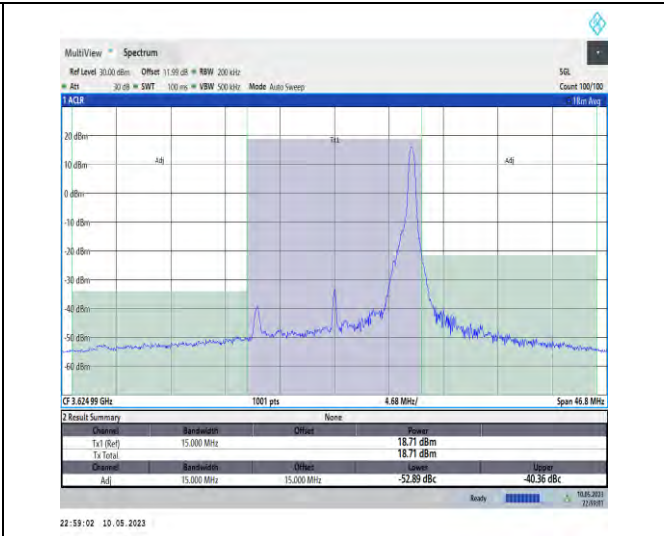 MultiView Spectrum
Ref Level 30.00 dBm Offset 11.99 dB RBW 200 kHz SGL
Att 30 dB SWT 100 ms VBW 500 kHz Mode Auto Sweep Count 100/100
1 ACLR 1Rm Avg
Tx1
20 dBm
Adj Adj
10 dBm
0 dBm
-10 dBm
-20 dBm
-30 dBm
-40 dBm
-50 dBm
-60 dBm
CF 3.624 99 GHz 1001 pts 4.68 MHz/ Span 46.8 MHz
2 Result Summary None
Channel Bandwidth Offset Power
Tx1 (Ref) 15.000 MHz 18.71 dBm
Tx Total 18.71 dBm
Channel Bandwidth Offset Lower Upper
Adj 15.000 MHz 15.000 MHz -52.89 dBc -40.36 dBc
Ready 10.05.2023
22:59:01
22:59:02 10.05.2023